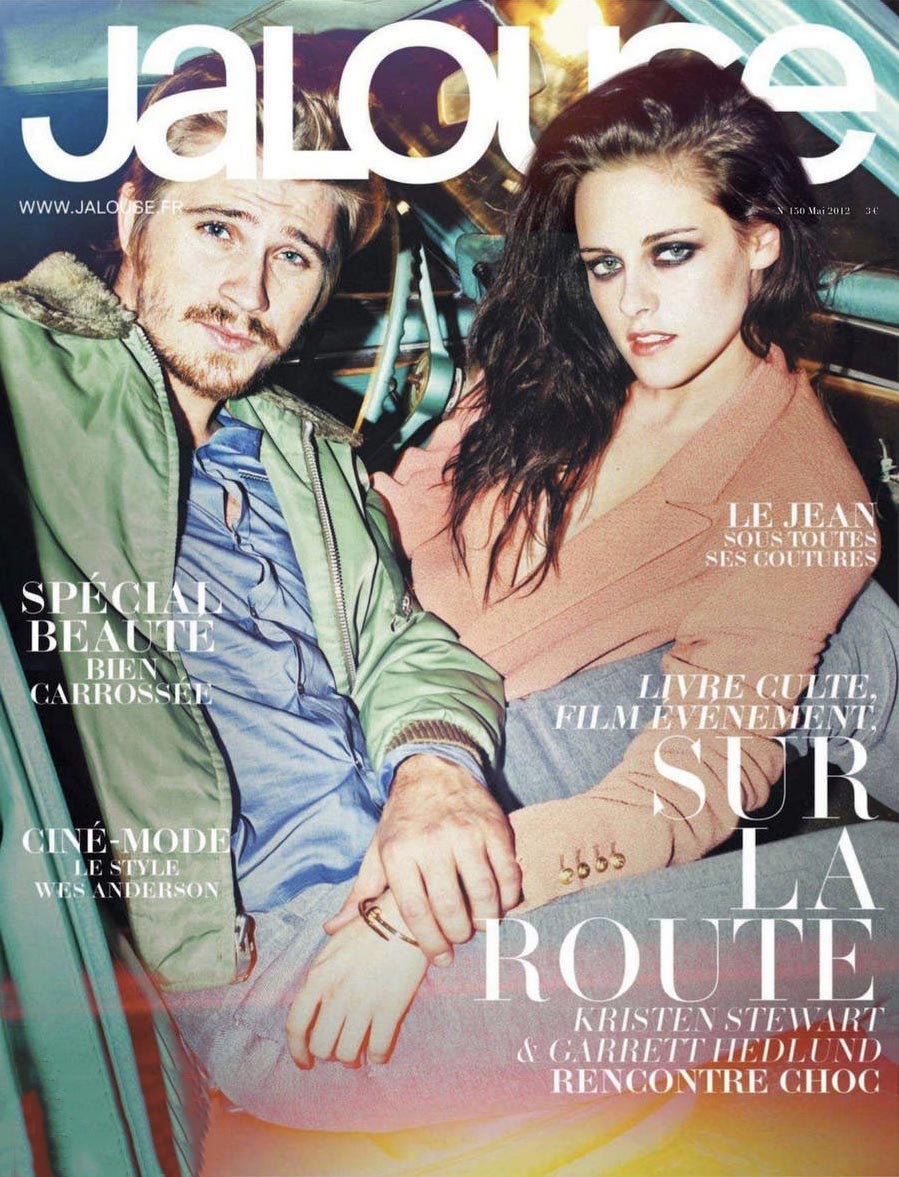 Jalouse
WWW.JALOUSE.FR
N°150 Mai 2012 3€
LE JEAN
SOUS TOUTES
SES COUTURES
SPÉCIAL
BEAUTÉ
BIEN
CARROSSÉE
LIVRE CULTE,
FILM ÉVÉNEMENT,
SUR
LA
ROUTE
CINÉ-MODE
LE STYLE
WES ANDERSON
KRISTEN STEWART
& GARRETT HEDLUND
RENCONTRE CHOC